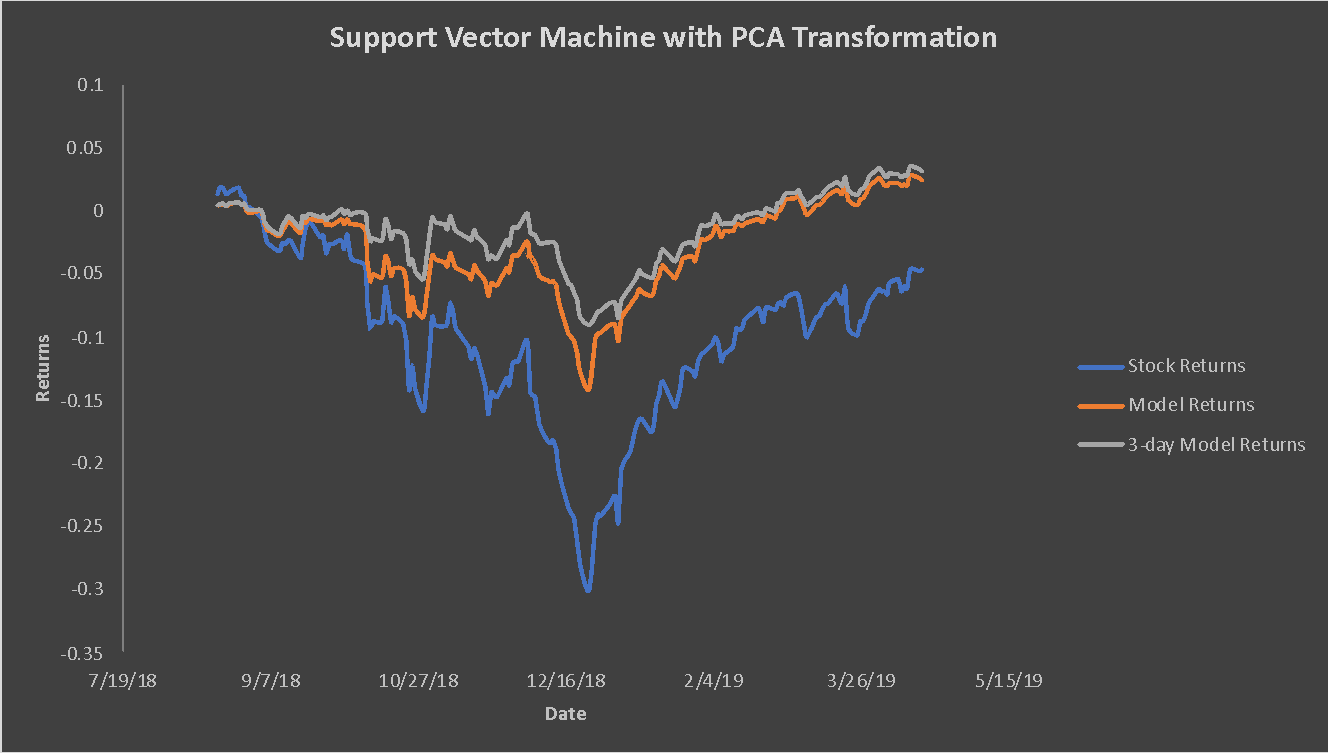 Support Vector Machine with PCA Transformation
0.1
0.05
0
-0.05
-0.1
-0.15
-0.2
-0.25
-0.3
-0.35
Returns
7/19/18 9/7/18 10/27/18 12/16/18 2/4/19 3/26/19 5/15/19
Date
Stock Returns
Model Returns
3-day Model Returns